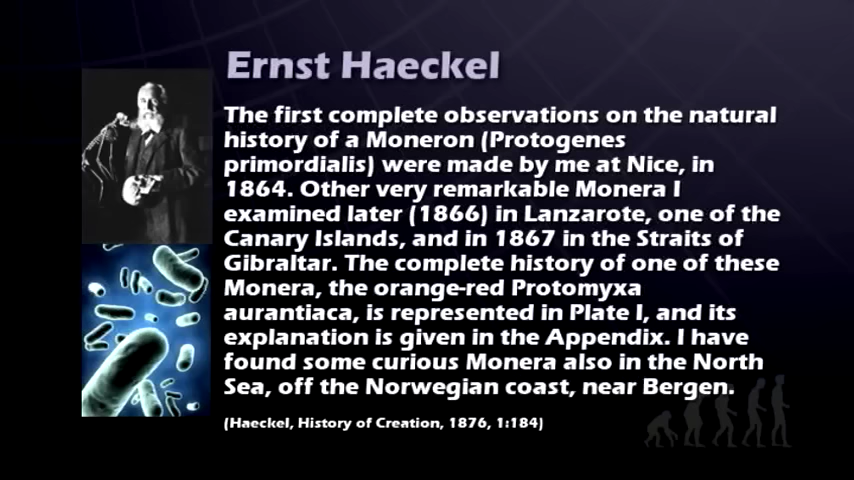 Ernst Haeckel
The first complete observations on the natural
history of a Moneron (Protogenes
primordialis) were made by me at Nice, in
1864. Other very remarkable Monera I
examined later (1866) in Lanzarote, one of the
Canary Islands, and in 1867 in the Straits of
Gibraltar. The complete history of one of these
Monera, the orange-red Protomyxa
aurantiaca, is represented in Plate I, and its
explanation is given in the Appendix. I have
found some curious Monera also in the North
Sea, off the Norwegian coast, near Bergen.
(Haeckel, History of Creation, 1876, 1:184)